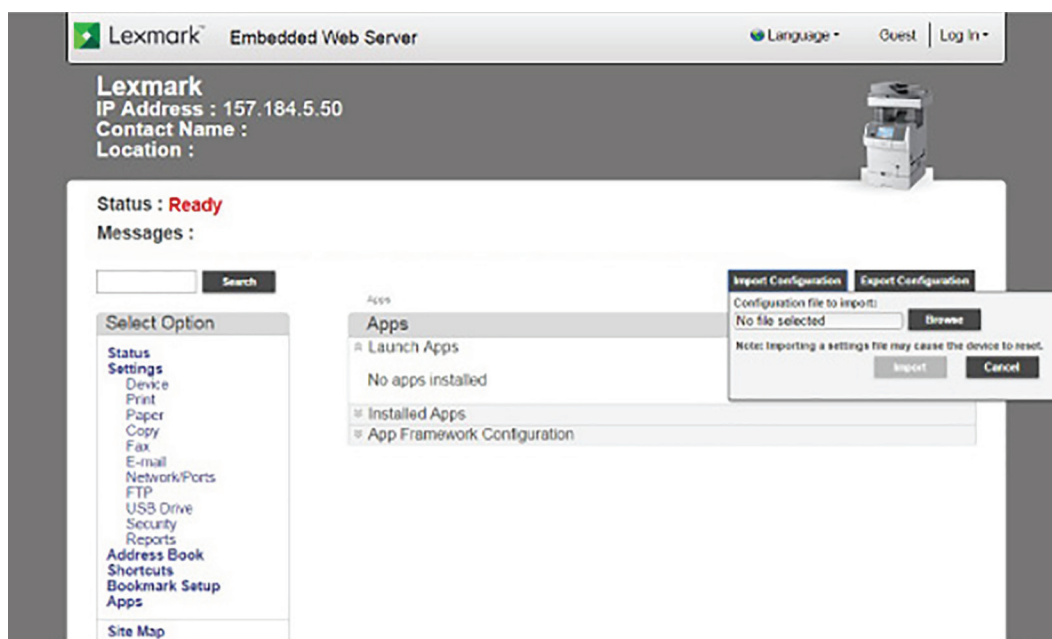 Lexmark™ Embedded Web Server Language Guest Log In
Lexmark
IP Address : 157.184.5.50
Contact Name :
Location :
Status : Ready
Messages :
Search
Import Configuration Export Configuration
Configuration file to import:
No file selected Browse
Note: Importing a settings file may cause the device to reset.
Import Cancel
Apps
Apps
Launch Apps
No apps installed
Installed Apps
App Framework Configuration
Select Option
Status
Settings
Device
Print
Paper
Copy
Fax
E-mail
Network/Ports
FTP
USB Drive
Security
Reports
Address Book
Shortcuts
Bookmark Setup
Apps
Site Map